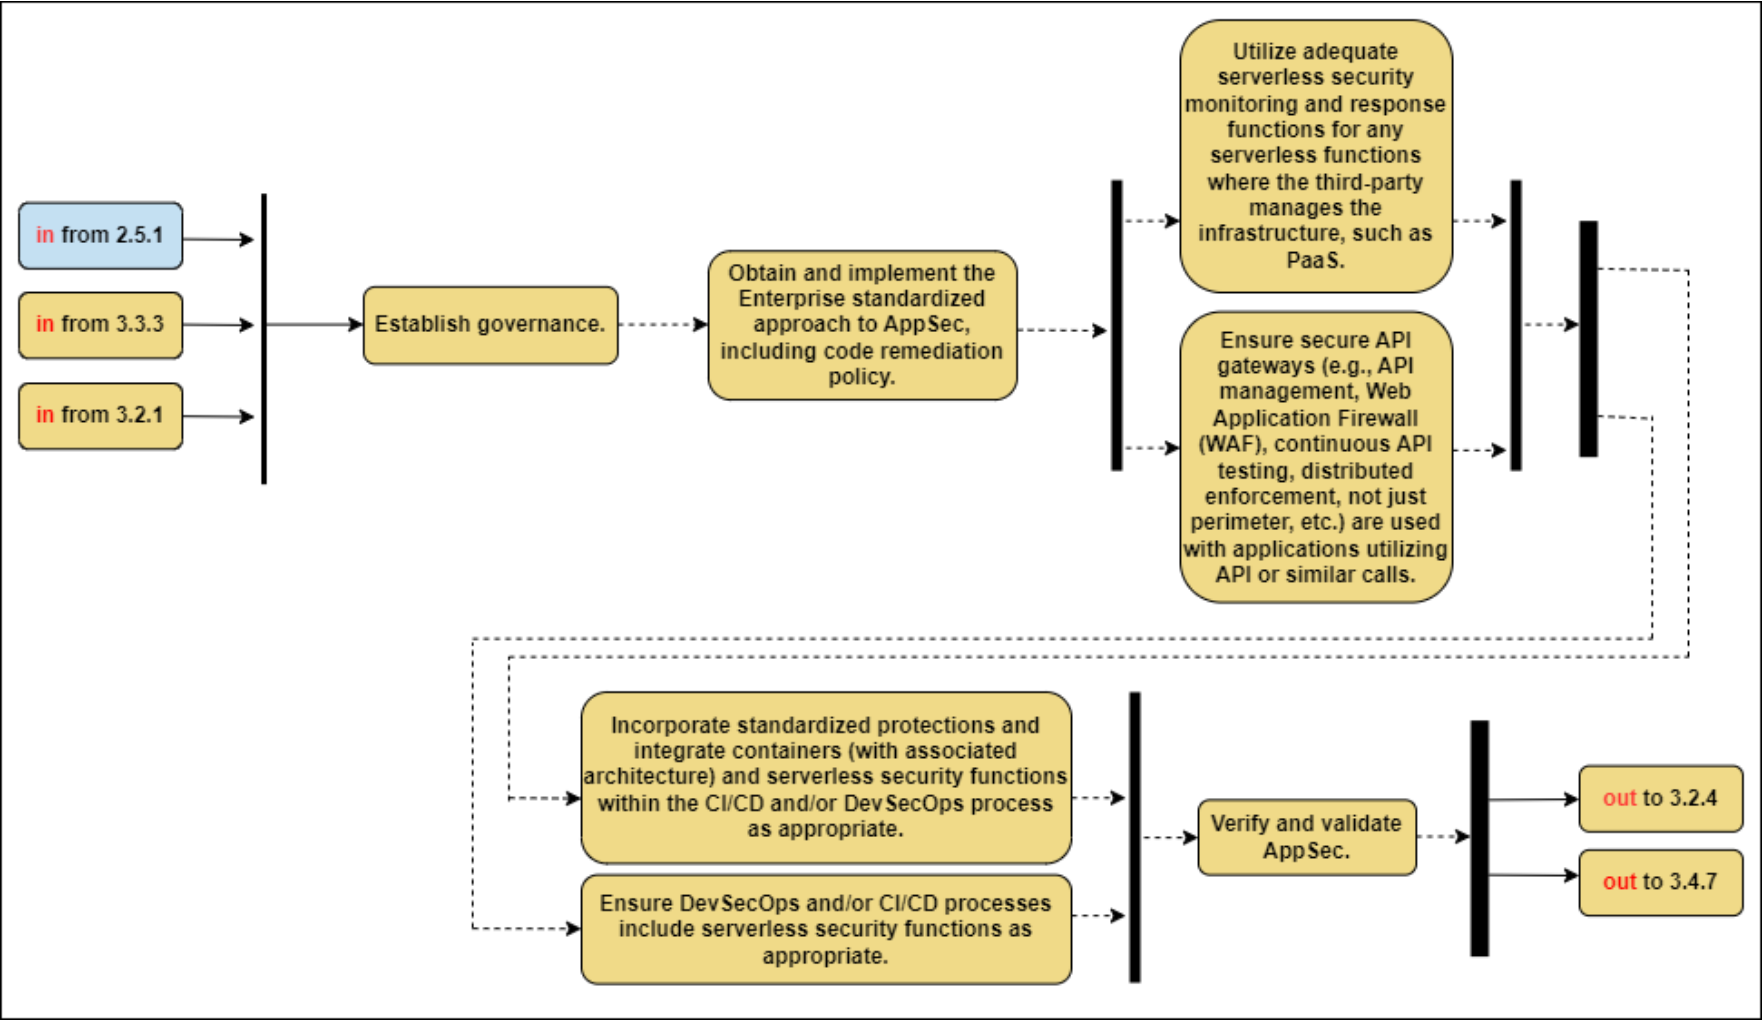 in from 2.5.1
in from 3.3.3
in from 3.2.1
Establish governance.
Obtain and implement the
Enterprise standardized
approach to AppSec,
including code remediation
policy.
Utilize adequate
serverless security
monitoring and response
functions for any
serverless functions
where the third-party
manages the
infrastructure, such as
PaaS.
Ensure secure API
gateways (e.g., API
management, Web
Application Firewall
(WAF), continuous API
testing, distributed
enforcement, not just
perimeter, etc.) are used
with applications utilizing
API or similar calls.
Incorporate standardized protections and
integrate containers (with associated
architecture) and serverless security functions
within the CI/CD and/or DevSecOps process
as appropriate.
Ensure DevSecOps and/or CI/CD processes
include serverless security functions as
appropriate.
Verify and validate
AppSec.
out to 3.2.4
out to 3.4.7